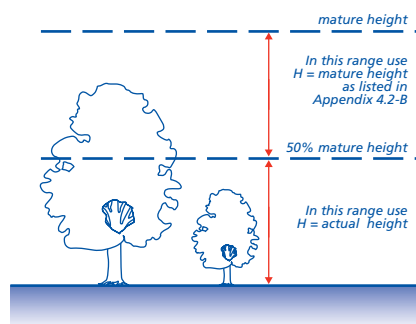 mature height
In this range use
H = mature height
as listed in
Appendix 4.2-B
50% mature height
In this range use
H = actual height